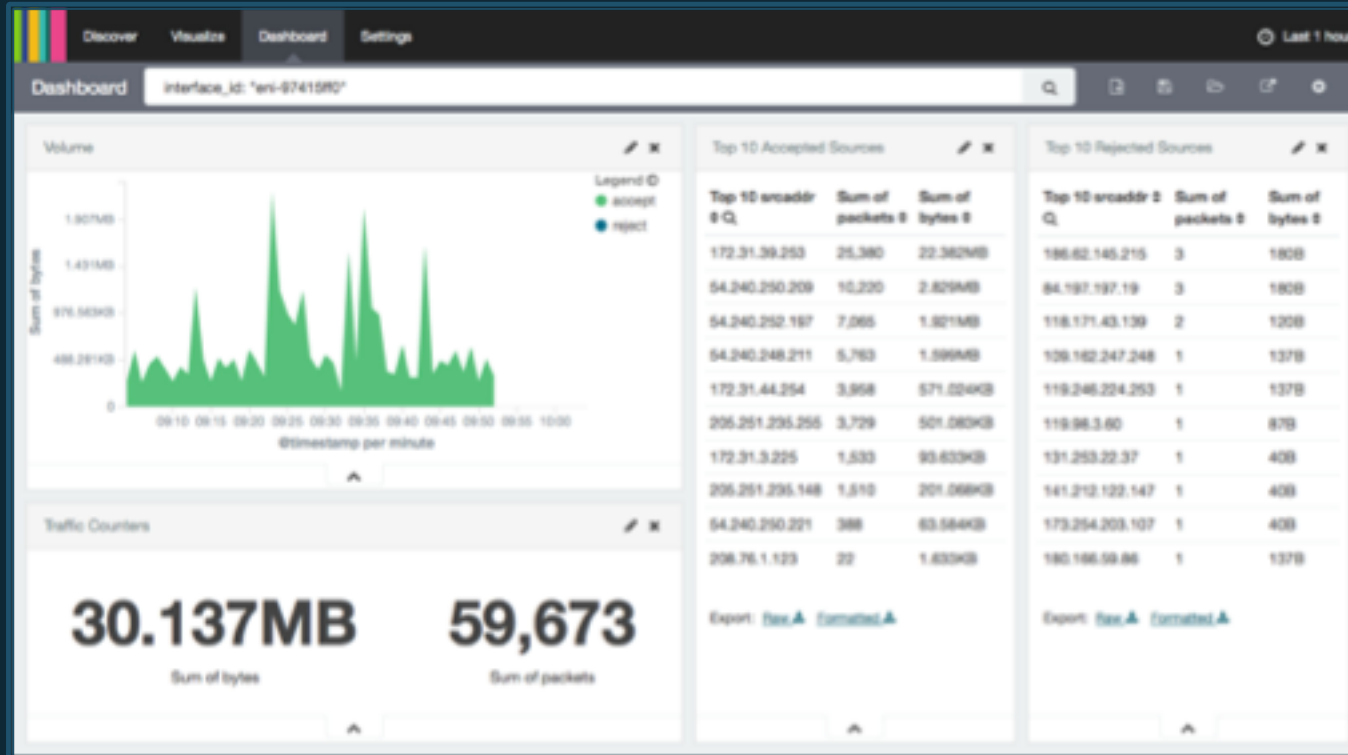 Discover Visualize Dashboard Settings Last 1 hou
Dashboard interface_id: "eni-97415ff0"
Volume
Legend
accept
reject
1.907MB
1.431MB
976.563KB
488.281KB
0
Sum of bytes
09:10 09:15 09:20 09:25 09:30 09:35 09:40 09:45 09:50 09:55 10:00
@timestamp per minute
Traffic Counters
30.137MB 59,673
Sum of bytes Sum of packets
Top 10 Accepted Sources
Top 10 srcaddr Sum of packets Sum of bytes
172.31.39.253 25,380 22.382MB
54.240.250.209 10,220 2.829MB
54.240.252.197 7,065 1.921MB
54.240.248.211 5,763 1.599MB
172.31.44.254 3,958 571.024KB
205.251.235.255 3,729 501.083KB
172.31.3.225 1,533 93.633KB
205.251.235.148 1,510 201.068KB
54.240.250.221 388 63.584KB
208.76.1.123 22 1.633KB
Export: Raw Formatted
Top 10 Rejected Sources
Top 10 srcaddr Sum of packets Sum of bytes
186.62.145.215 3 180B
84.197.197.19 3 180B
118.171.43.139 2 120B
109.162.247.248 1 137B
119.246.224.253 1 137B
119.98.3.60 1 87B
131.253.22.37 1 40B
141.212.122.147 1 40B
173.254.203.107 1 40B
180.166.59.86 1 137B
Export: Raw Formatted